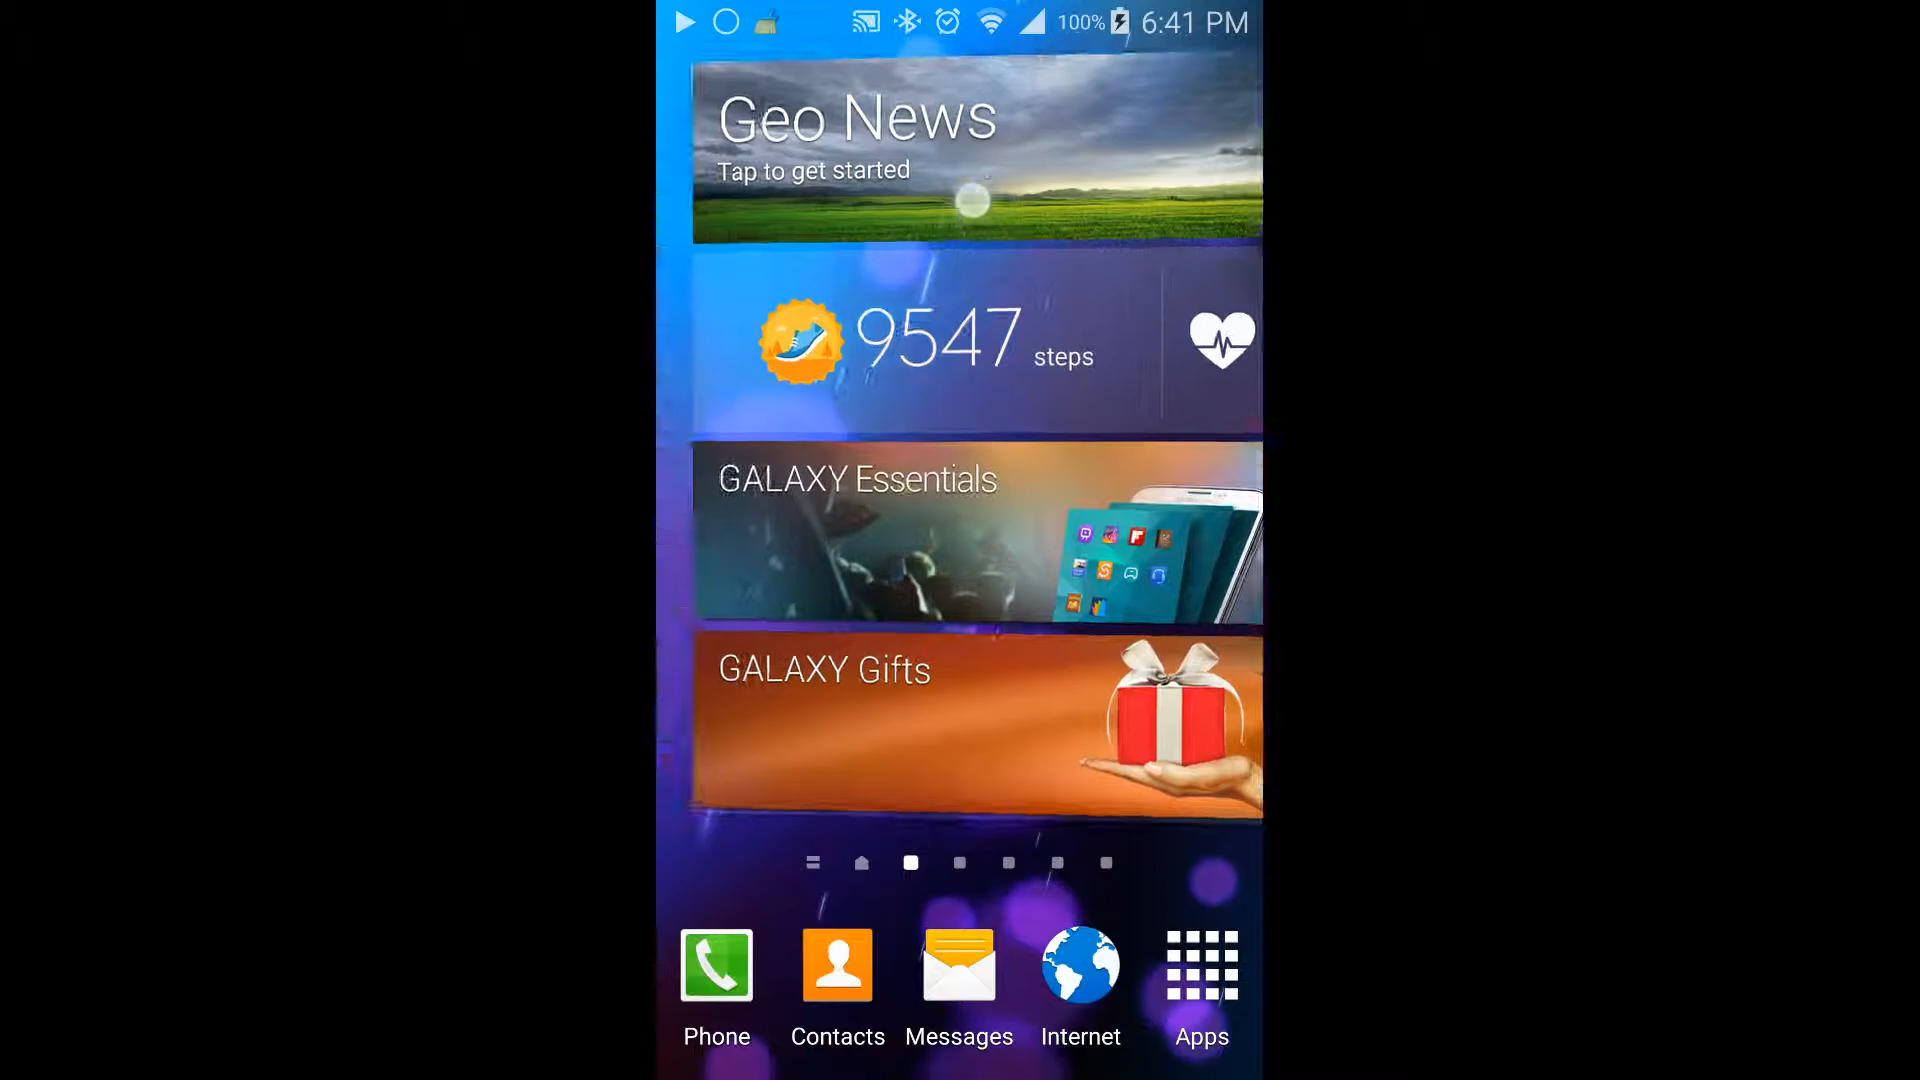 100% 6:41 PM
Geo News
Tap to get started
9547 steps
GALAXY Essentials
GALAXY Gifts
Phone Contacts Messages Internet Apps